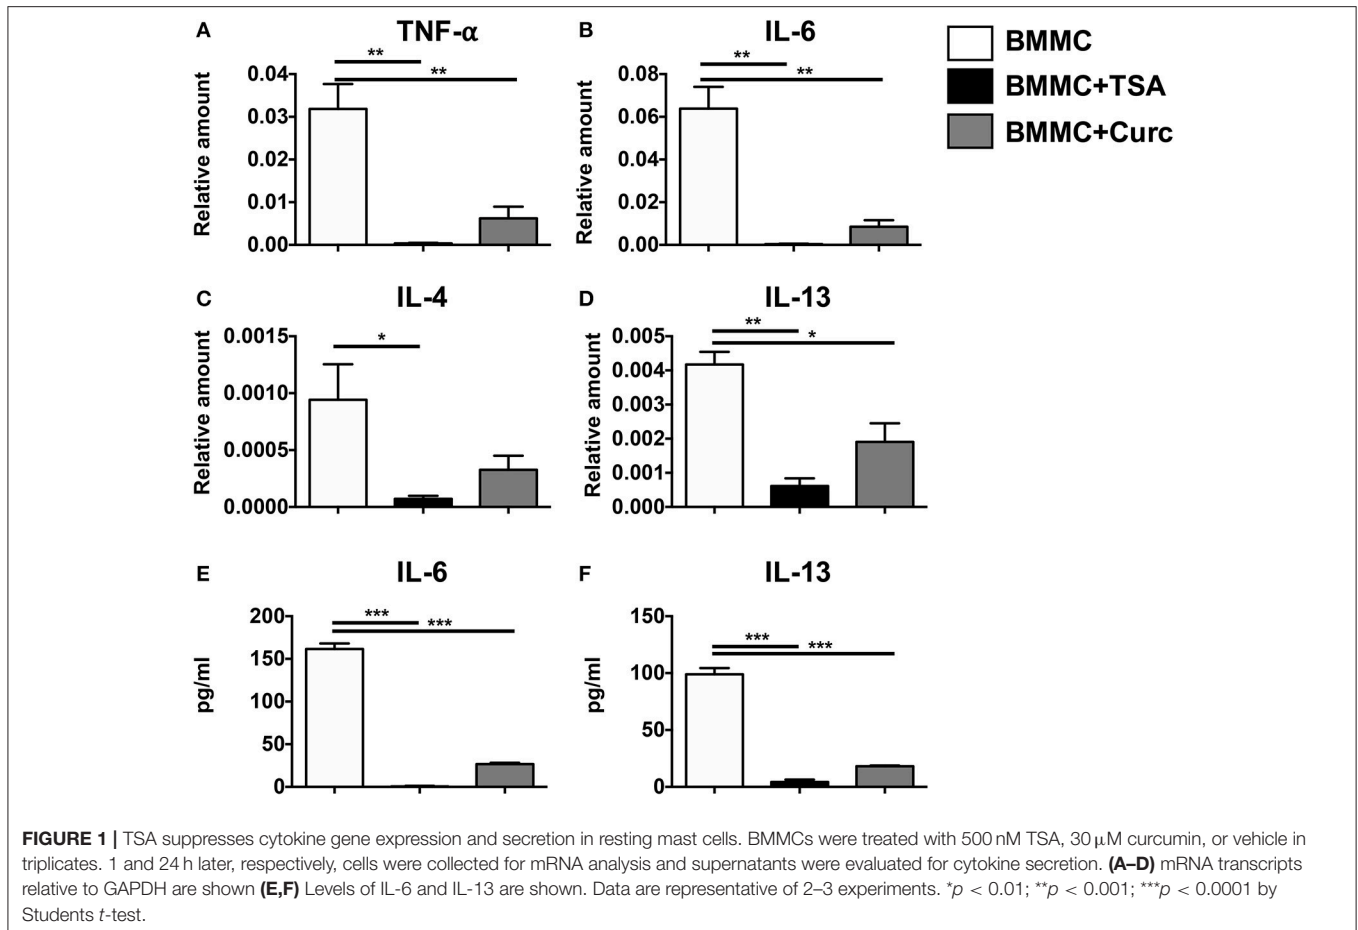 A
TNF-α
**
**
Relative amount
0.04
0.03
0.02
0.01
0.00
B
IL-6
**
**
Relative amount
0.08
0.06
0.04
0.02
0.00
BMMC
BMMC+TSA
BMMC+Curc
C
IL-4
*
Relative amount
0.0015
0.0010
0.0005
0.0000
D
IL-13
**
*
Relative amount
0.005
0.004
0.003
0.002
0.001
0.000
E
IL-6
***
***
pg/ml
200
150
100
50
0
F
IL-13
***
***
pg/ml
150
100
50
0
FIGURE 1 | TSA suppresses cytokine gene expression and secretion in resting mast cells. BMMCs were treated with 500 nM TSA, 30 μM curcumin, or vehicle in
triplicates. 1 and 24 h later, respectively, cells were collected for mRNA analysis and supernatants were evaluated for cytokine secretion. (A–D) mRNA transcripts
relative to GAPDH are shown (E,F) Levels of IL-6 and IL-13 are shown. Data are representative of 2–3 experiments. *p < 0.01; **p < 0.001; ***p < 0.0001 by
Students t-test.